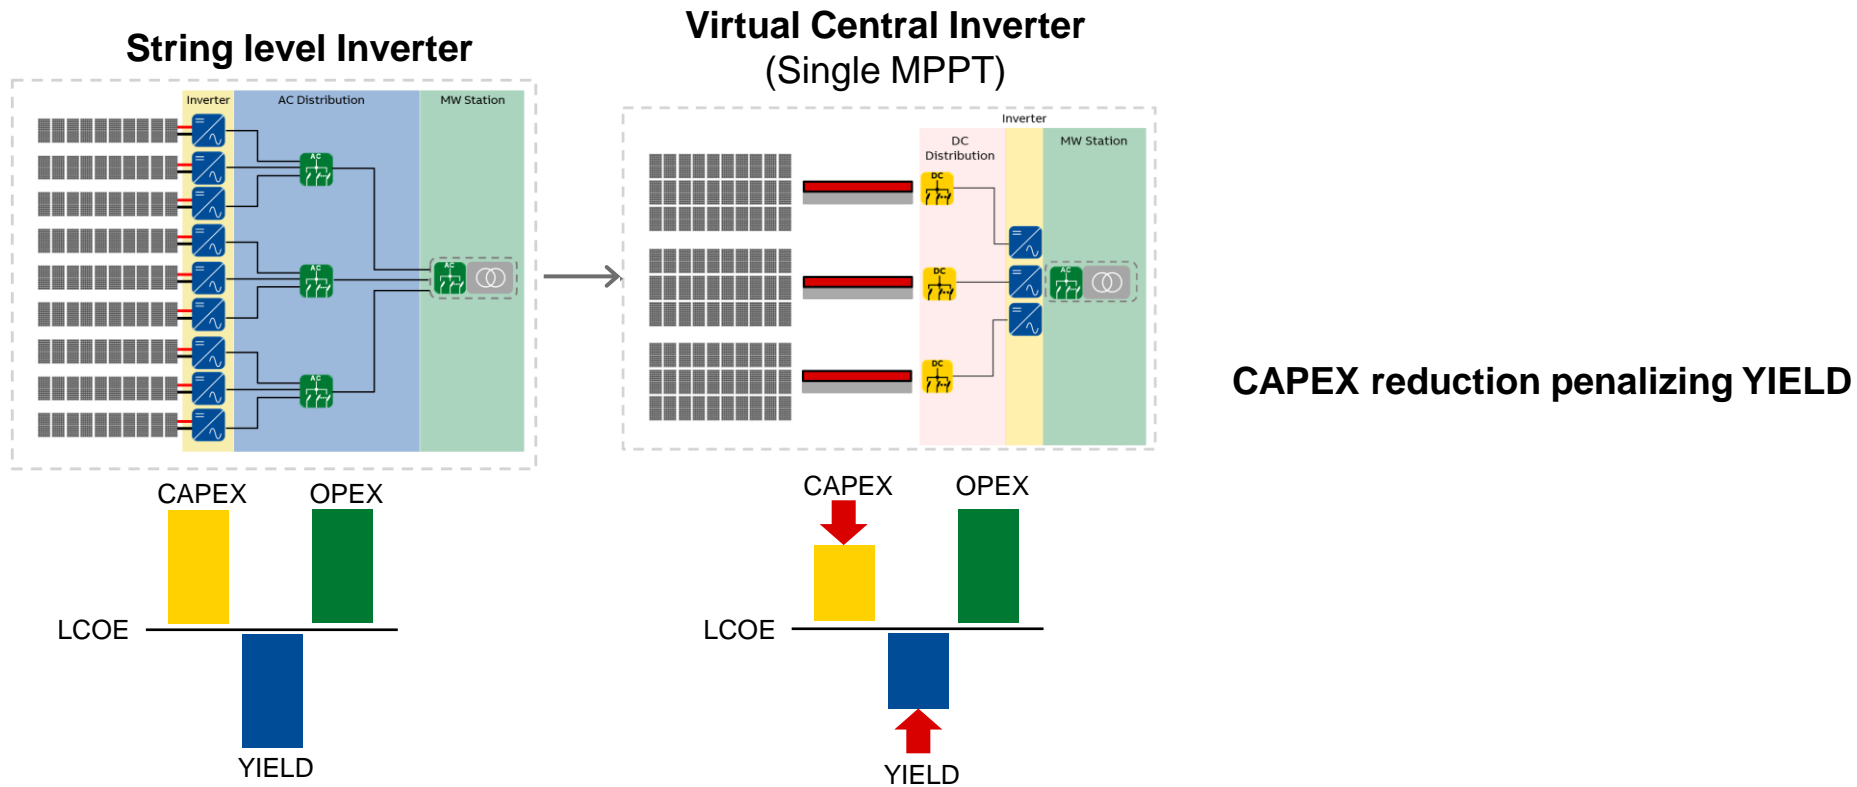 String level Inverter
Inverter
AC Distribution
MW Station
AC
AC
AC
AC
CAPEX
OPEX
LCOE
YIELD
Virtual Central Inverter
(Single MPPT)
Inverter
DC
Distribution
MW Station
DC
DC
DC
AC
CAPEX
OPEX
LCOE
YIELD
CAPEX reduction penalizing YIELD